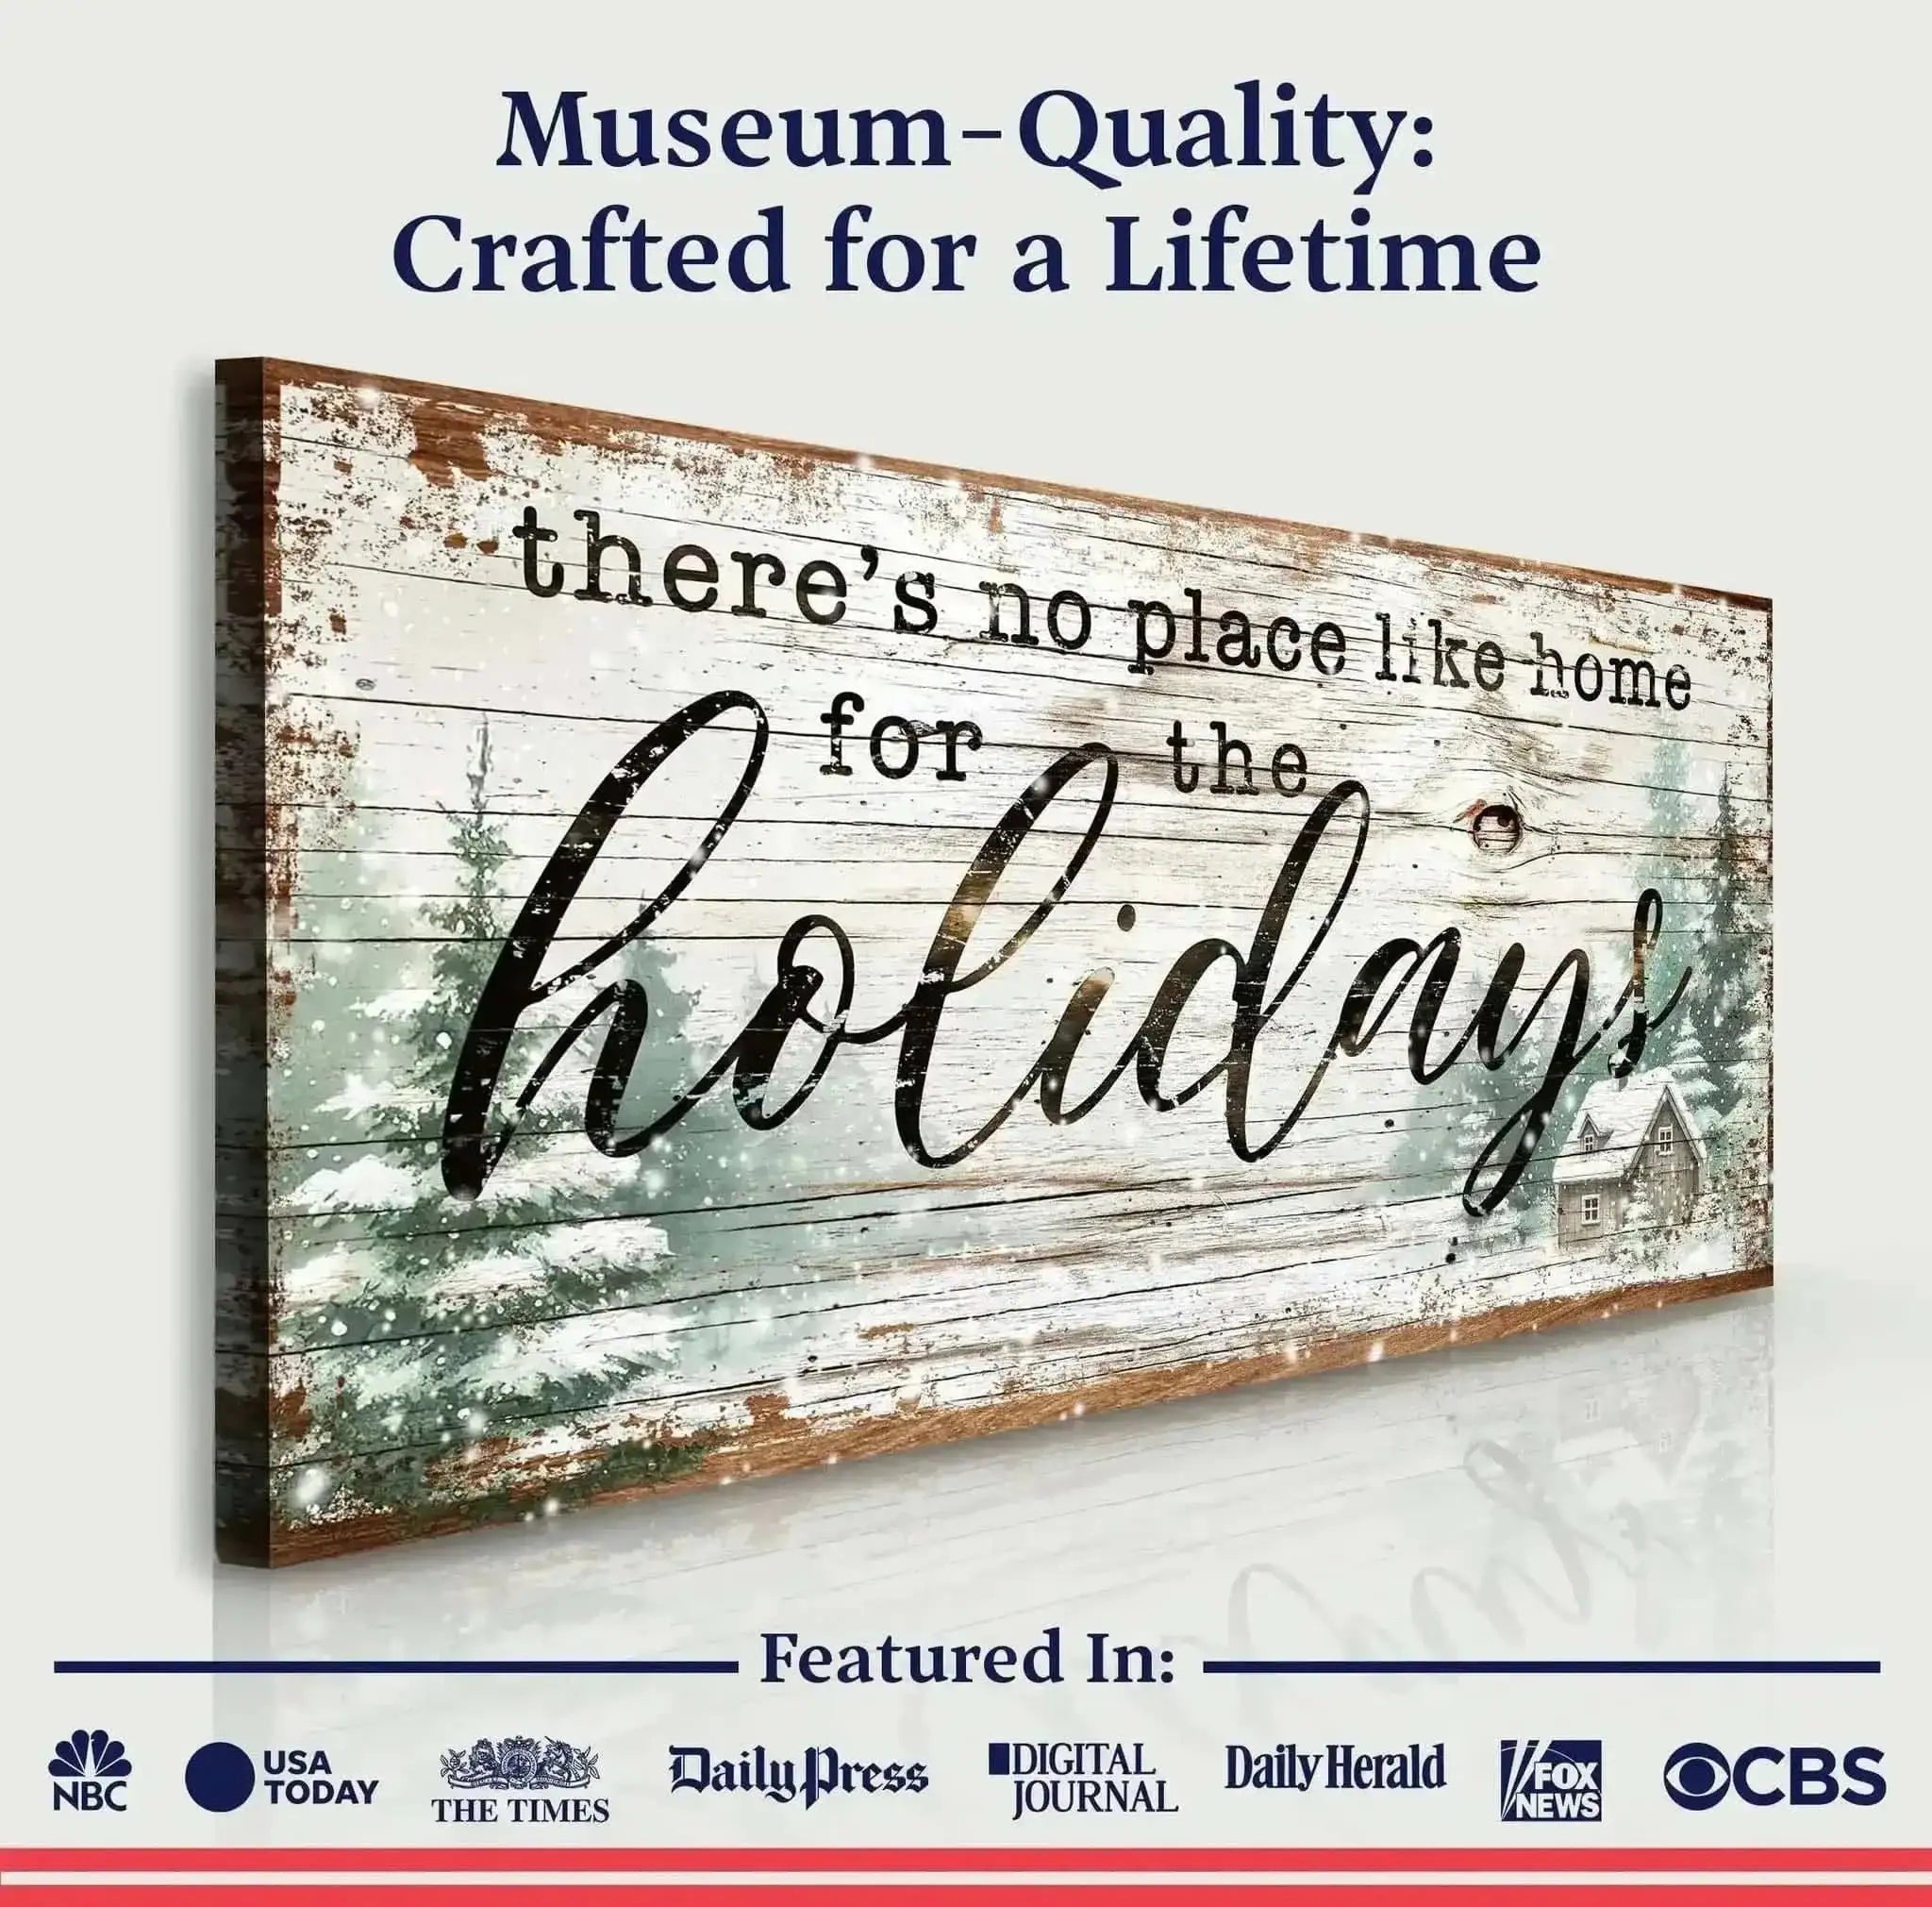 Museum-Quality:
Crafted for a Lifetime
there's no place like home
for the
holidays
Featured In:
NBC
USA
TODAY
THE TIMES
Daily Press
DIGITAL
JOURNAL
Daily Herald
FOX
NEWS
CBS